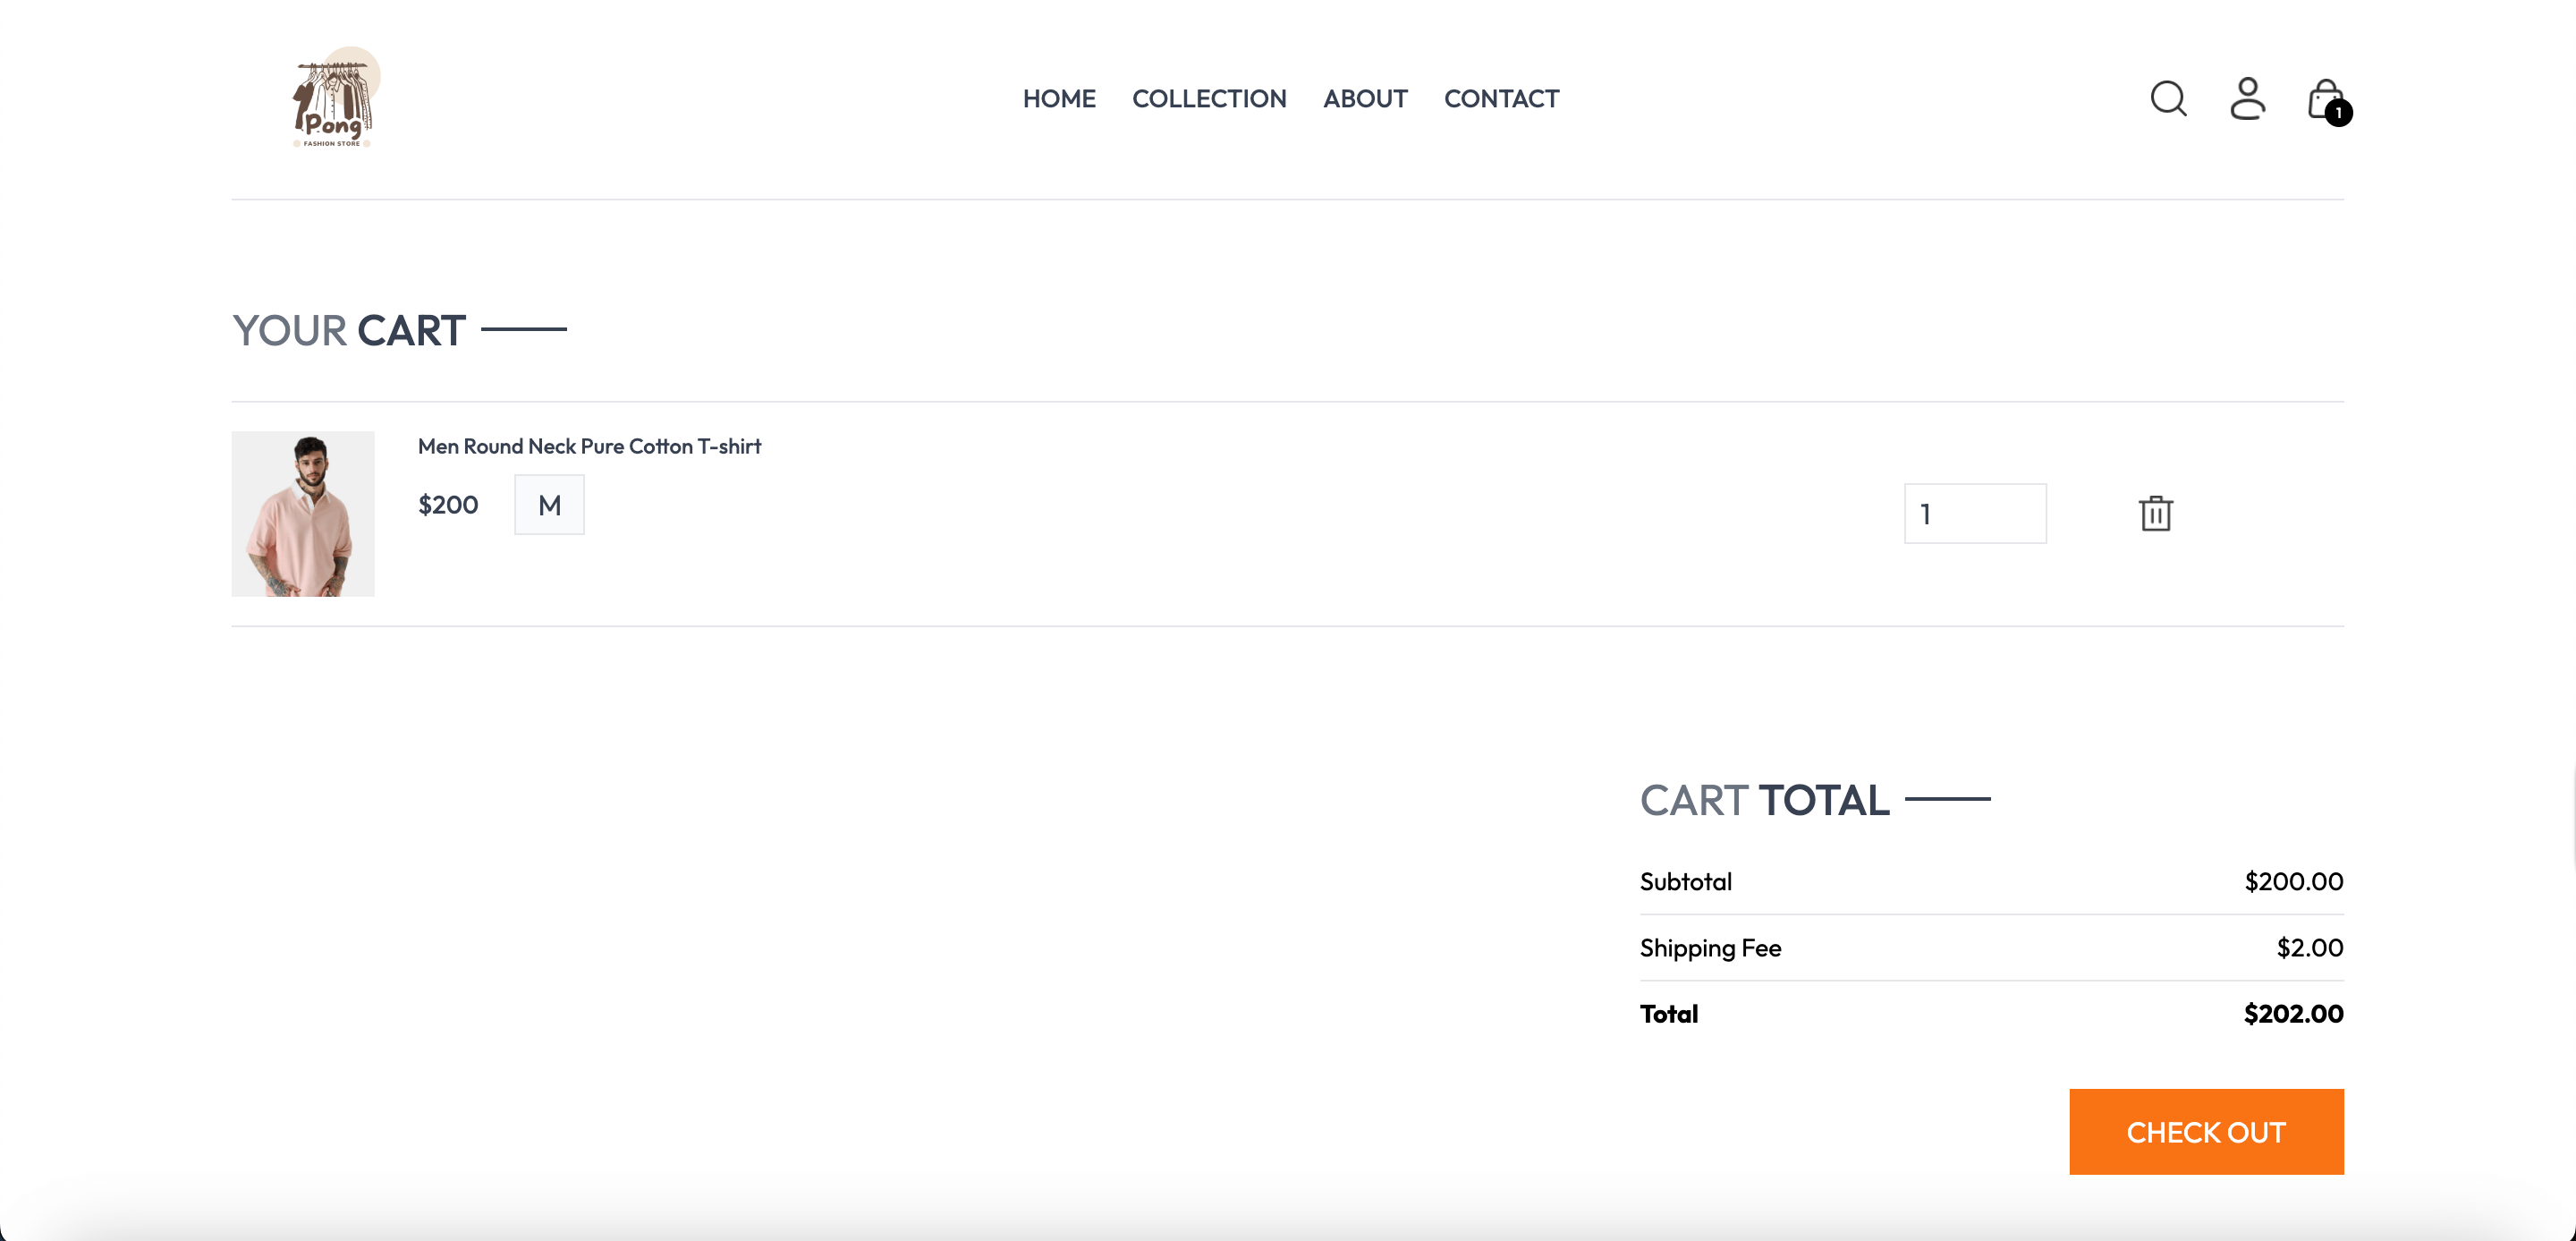 Pong
FASHION STORE
HOME COLLECTION ABOUT CONTACT
1
YOUR CART
Men Round Neck Pure Cotton T-shirt
$200 M
1
CART TOTAL
Subtotal $200.00
Shipping Fee $2.00
Total $202.00
CHECK OUT